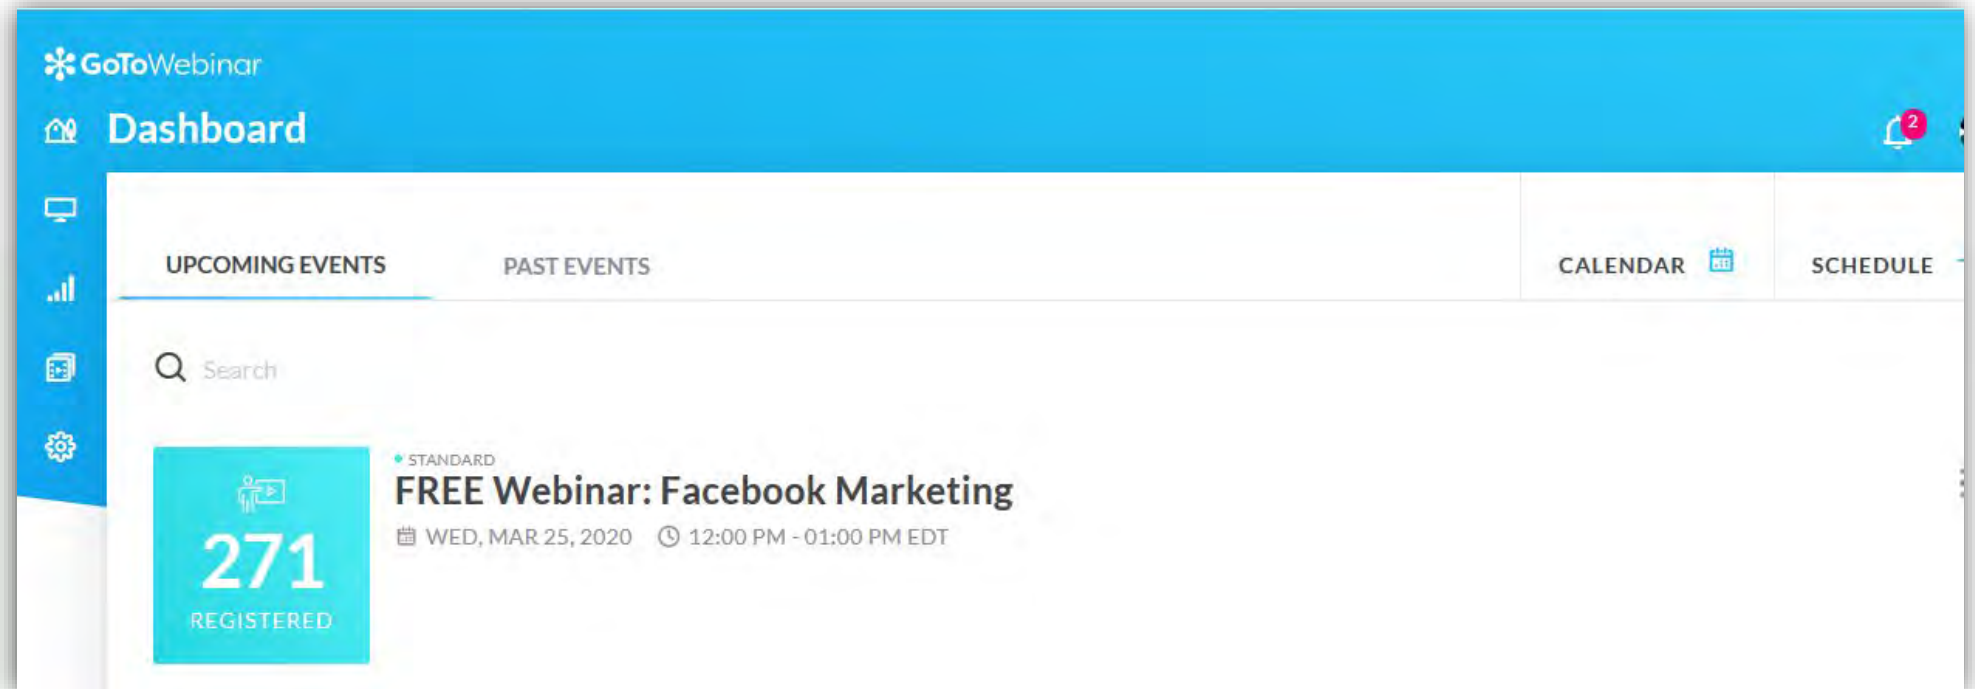 GoToWebinar
Dashboard
2
UPCOMING EVENTS
PAST EVENTS
CALENDAR
SCHEDULE
Search
STANDARD
FREE Webinar: Facebook Marketing
WED, MAR 25, 2020 12:00 PM - 01:00 PM EDT
271
REGISTERED